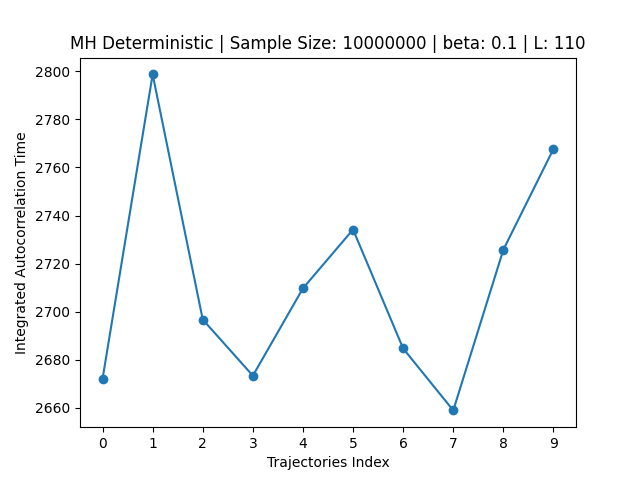 MH Deterministic | Sample Size: 10000000 | beta: 0.1 | L: 110
2800
2780
2760
2740
2720
2700
2680
2660
Integrated Autocorrelation Time
0 1 2 3 4 5 6 7 8 9
Trajectories Index